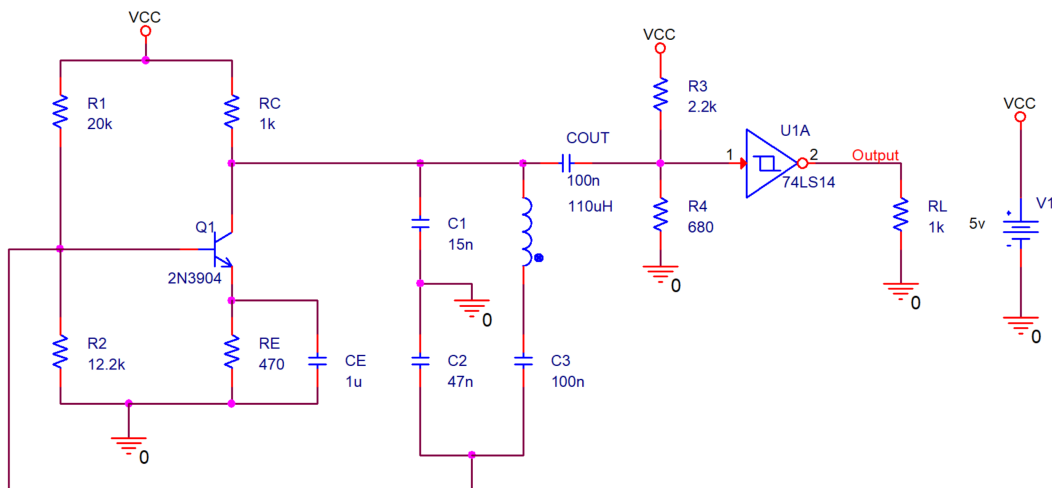 VCC
R1
20k
RC
1k
Q1
2N3904
R2
12.2k
RE
470
CE
1u
0
C1
15n
0
C2
47n
C3
100n
COUT
100n
110uH
VCC
R3
2.2k
R4
680
0
U1A
1
2
74LS14
Output
RL
1k
0
VCC
V1
5v
+
-
0